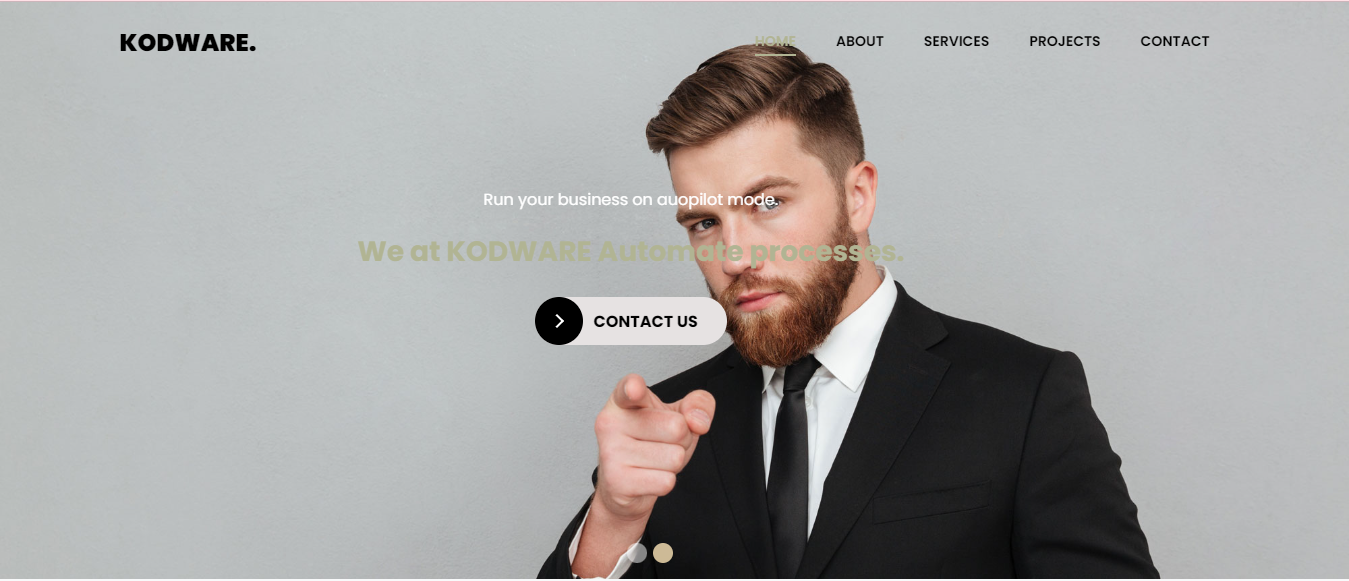 KODWARE.
HOME ABOUT SERVICES PROJECTS CONTACT
Run your business on auopilot mode.
We at KODWARE Automate processes.
CONTACT US